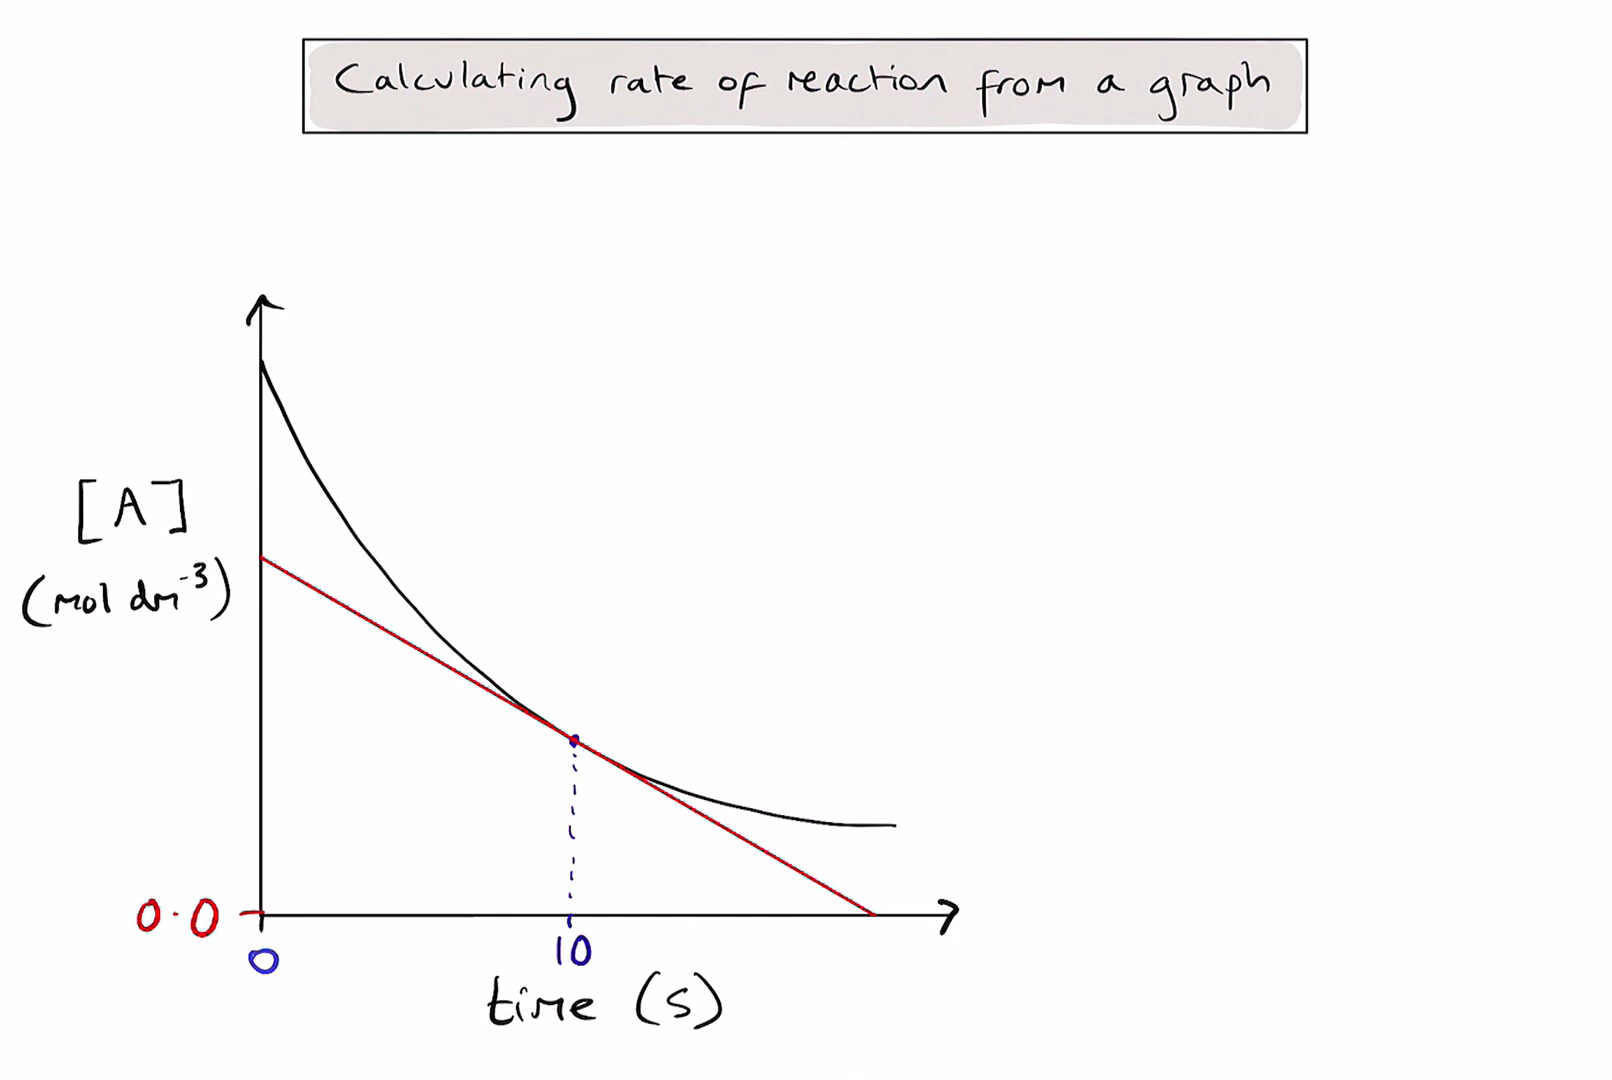 Calculating rate of reaction from a graph
[A]
(mol dm⁻³)
0.0
0
10
time (s)